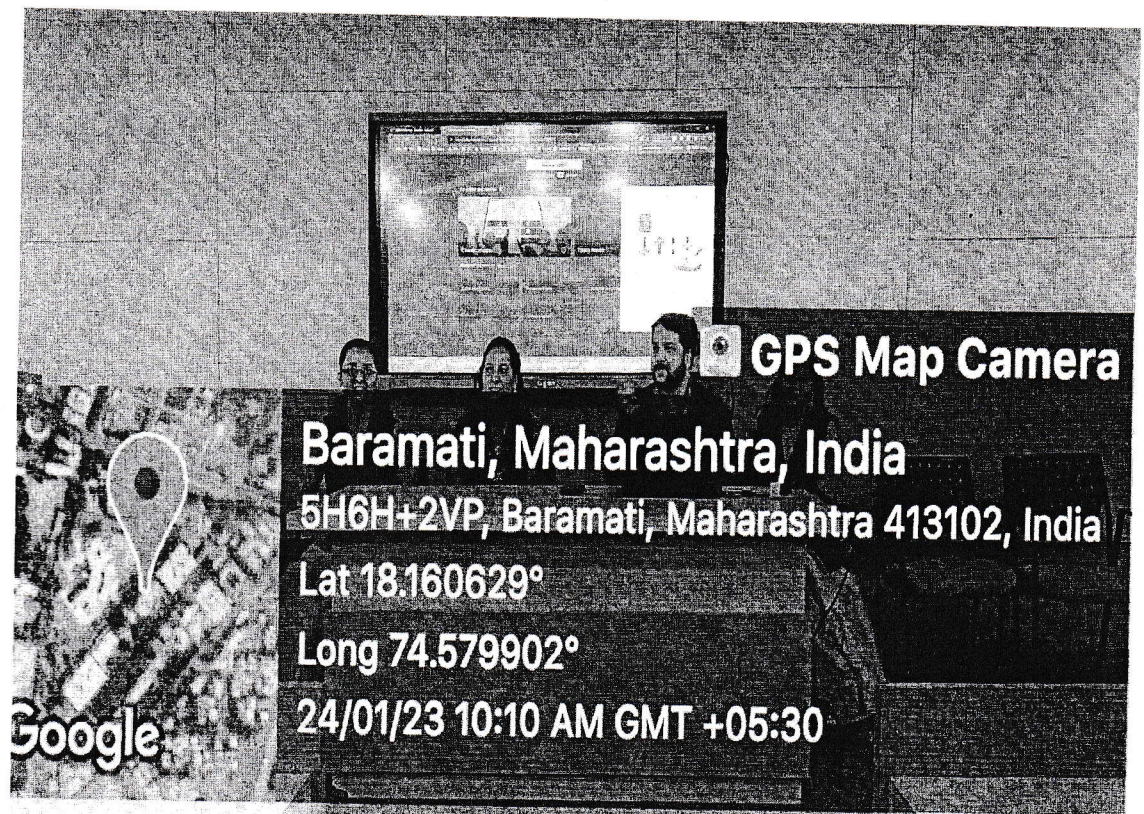 GPS Map Camera
Baramati, Maharashtra, India
5H6H+2VP, Baramati, Maharashtra 413102, India
Lat 18.160629°
Long 74.579902°
24/01/23 10:10 AM GMT +05:30
Google